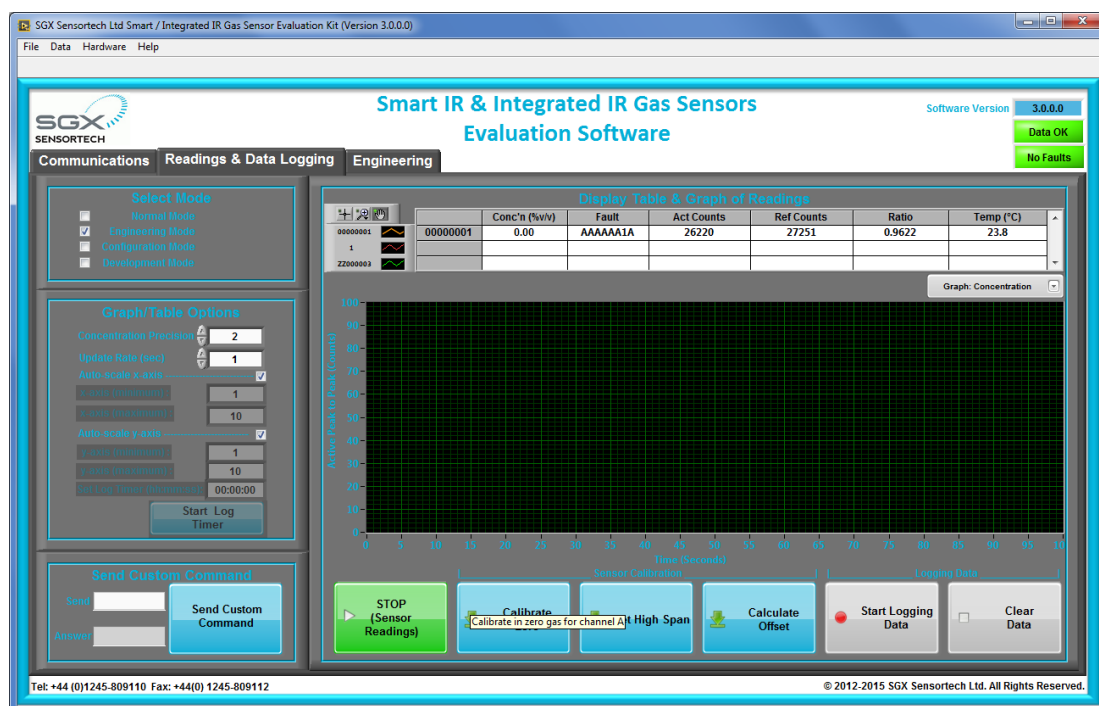 SGX Sensortech Ltd Smart / Integrated IR Gas Sensor Evaluation Kit (Version 3.0.0.0)
File Data Hardware Help
SGX
SENSORTECH
Smart IR & Integrated IR Gas Sensors
Evaluation Software
Software Version 3.0.0.0
Data OK
No Faults
Communications Readings & Data Logging Engineering
Select Mode
Normal Mode
Engineering Mode
Configuration Mode
Development Mode
Graph/Table Options
Concentration Precision 2
Update Rate (sec) 1
Auto-scale x-axis
x-axis (minimum) 1
x-axis (maximum) 10
Auto-scale y-axis
y-axis (minimum) 1
y-axis (maximum) 10
00:00:00
Start Log
Timer
Send Custom Command
Send
Answer
Send Custom
Command
Display Table & Graph of Readings
Conc'n (%v/v) Fault Act Counts Ref Counts Ratio Temp (°C)
00000001 00000001 0.00 AAAAAA1A 26220 27251 0.9622 23.8
1
ZZ000003
Graph: Concentration
Active Peak to Peak (Counts)
100
90
80
70
60
50
40
30
20
10
0
0 5 10 15 20 25 30 35 40 45 50 55 60 65 70 75 80 85 90 95 10
Time (Seconds)
Sensor Calibration Logging Data
STOP
(Sensor
Readings)
Calibrate
Calibrate in zero gas for channel A
High Span
Calculate
Offset
Start Logging
Data
Clear
Data
Tel: +44 (0)1245-809110 Fax: +44(0) 1245-809112
© 2012-2015 SGX Sensortech Ltd. All Rights Reserved.